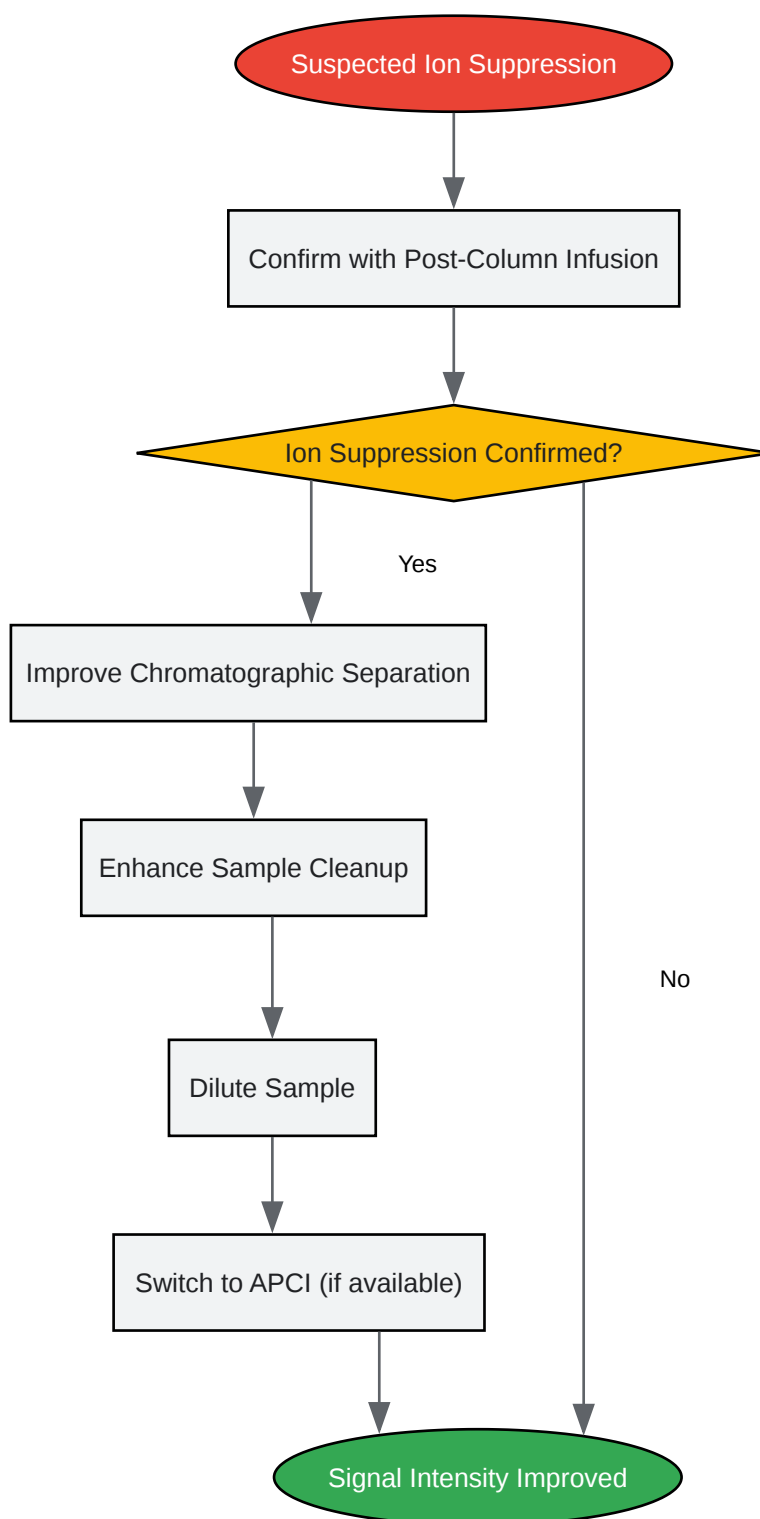 Suspected Ion Suppression
Confirm with Post-Column Infusion
Ion Suppression Confirmed?
Yes
Improve Chromatographic Separation
Enhance Sample Cleanup
No
Dilute Sample
Switch to APCI (if available)
Signal Intensity Improved